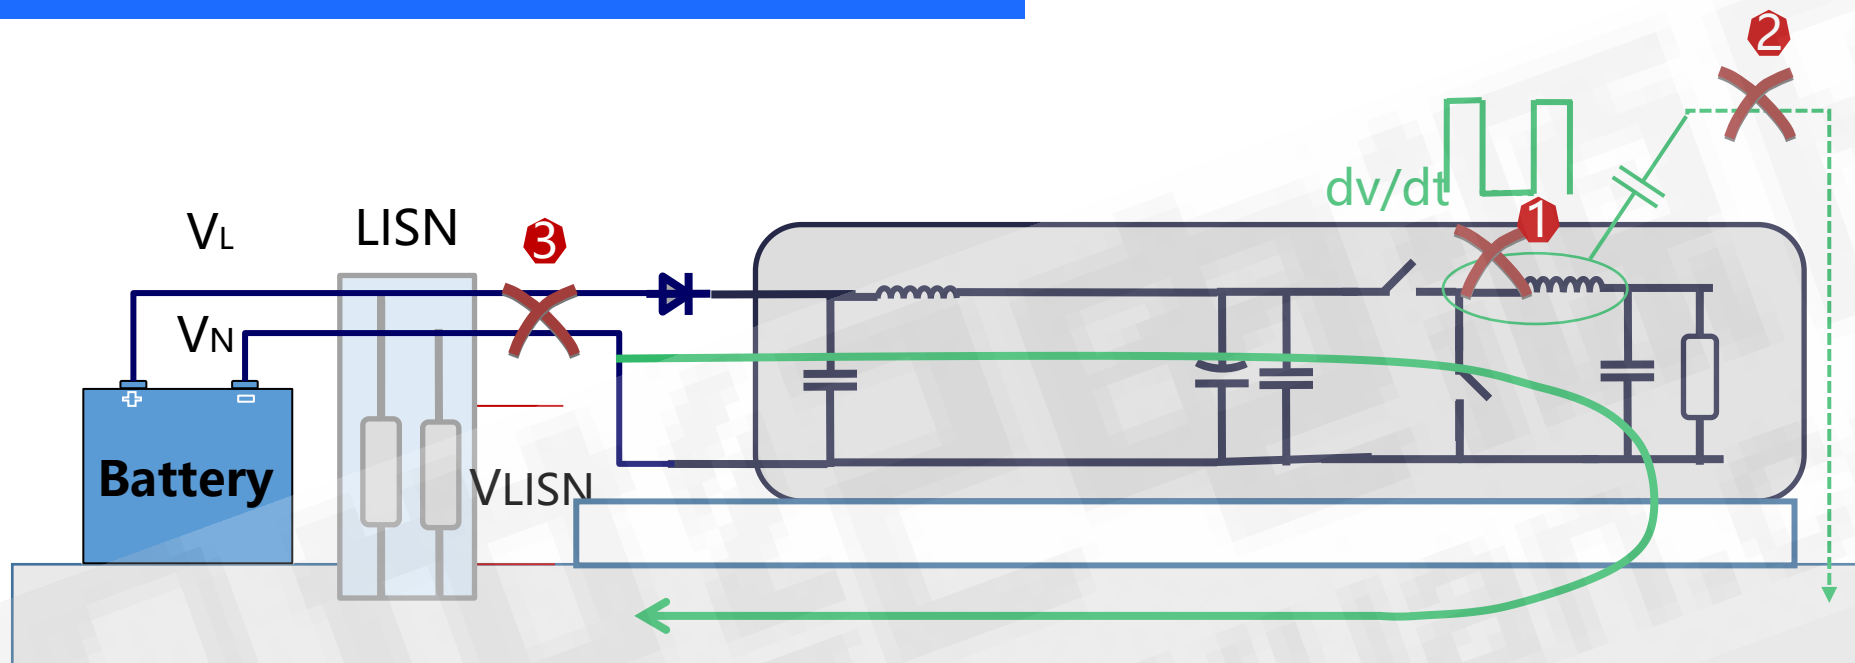 2
dv/dt
1
VL
LISN
3
VN
+
-
Battery
VLISN